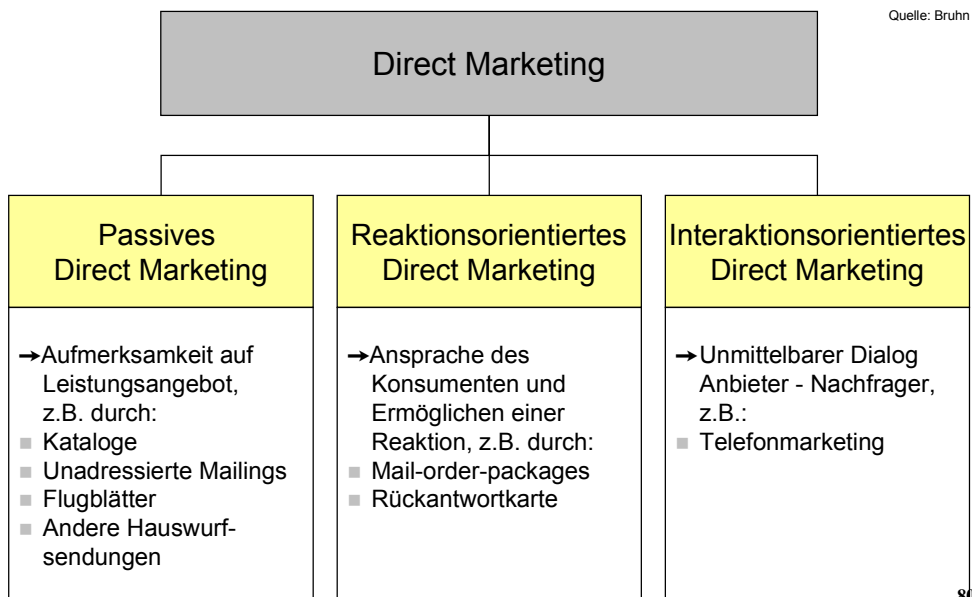 Quelle: Bruhn
Direct Marketing
Passives
Direct Marketing
→Aufmerksamkeit auf
Leistungsangebot,
z.B. durch:
Kataloge
Unadressierte Mailings
Flugblätter
Andere Hauswurf-
sendungen
Reaktionsorientiertes
Direct Marketing
→Ansprache des
Konsumenten und
Ermöglichen einer
Reaktion, z.B. durch:
Mail-order-packages
Rückantwortkarte
Interaktionsorientiertes
Direct Marketing
→Unmittelbarer Dialog
Anbieter - Nachfrager,
z.B.:
Telefonmarketing